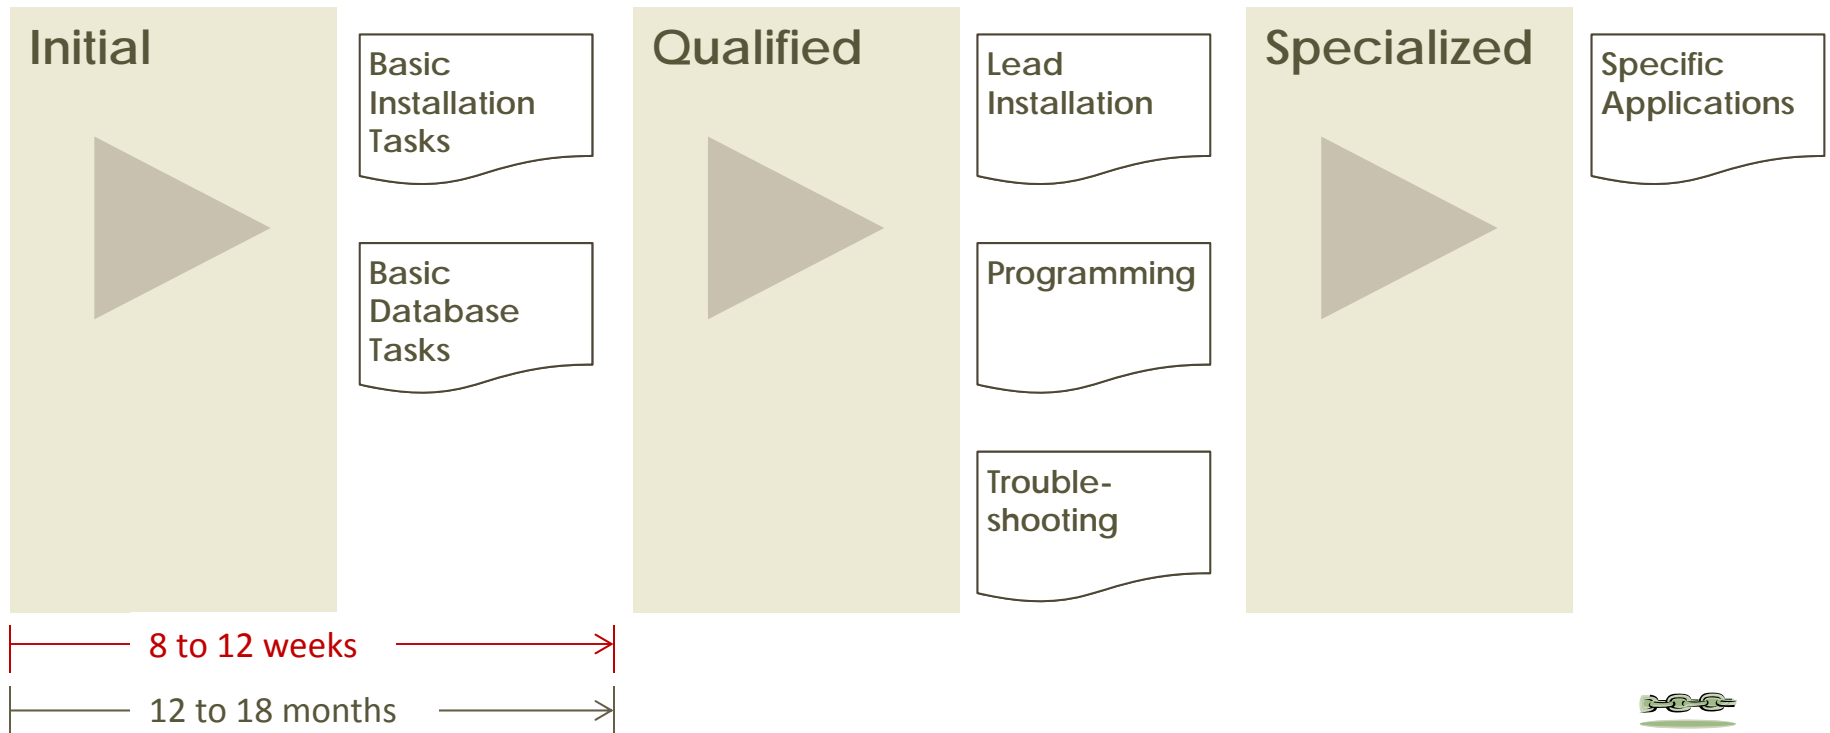 Initial
Basic
Installation
Tasks
Basic
Database
Tasks
Qualified
Lead
Installation
Programming
Trouble-
shooting
Specialized
Specific
Applications
8 to 12 weeks
12 to 18 months